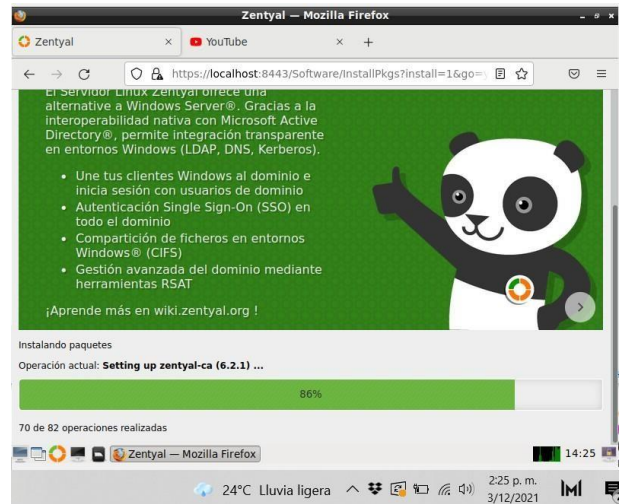 Zentyal — Mozilla Firefox
Zentyal
YouTube
https://localhost:8443/Software/InstallPkgs?install=1&go=
El Servidor Linux Zentyal ofrece una
alternative a Windows Server®. Gracias a la
interoperabilidad nativa con Microsoft Active
Directory®, permite integración transparente
en entornos Windows (LDAP, DNS, Kerberos).
• Une tus clientes Windows al dominio e
inicia sesión con usuarios de dominio
• Autenticación Single Sign-On (SSO) en
todo el dominio
• Compartición de ficheros en entornos
Windows® (CIFS)
• Gestión avanzada del dominio mediante
herramientas RSAT
¡Aprende más en wiki.zentyal.org !
Instalando paquetes
Operación actual: Setting up zentyal-ca (6.2.1) ...
86%
70 de 82 operaciones realizadas
Zentyal — Mozilla Firefox
14:25
24°C Lluvia ligera
2:25 p. m.
3/12/2021